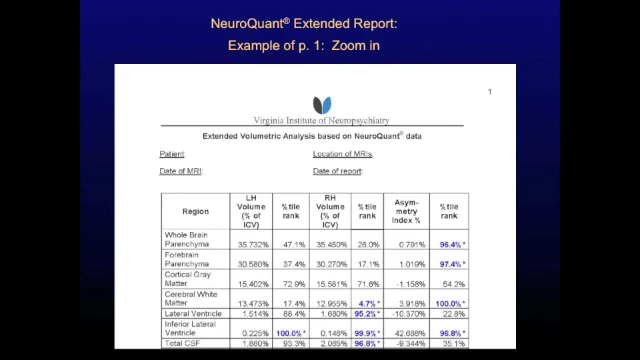 NeuroQuant® Extended Report:
Example of p. 1: Zoom in
1
Virginia Institute of Neuropsychiatry
Extended Volumetric Analysis based on NeuroQuant® data
Patient: Location of MRIs:
Date of MRI: Date of report:
Region LH Volume (% of ICV) %tile rank RH Volume (% of ICV) %tile rank Asym-metry Index % %tile rank
Whole Brain Parenchyma 35.732% 47.1% 35.450% 26.0% 0.791% 96.4%*
Forebrain Parenchyma 30.580% 37.4% 30.270% 17.1% 1.019% 97.4%*
Cortical Gray Matter 15.402% 72.9% 15.581% 71.6% -1.158% 54.2%
Cerebral White Matter 13.473% 17.4% 12.955% 4.7%* 3.918% 100.0%*
Lateral Ventricle 1.514% 88.4% 1.680% 95.2%* -10.370% 22.8%
Inferior Lateral Ventricle 0.225% 100.0%* 0.148% 99.9%* 42.688% 96.8%*
Total CSF 1.880% 93.3% 2.065% 96.8%* -9.344% 35.1%